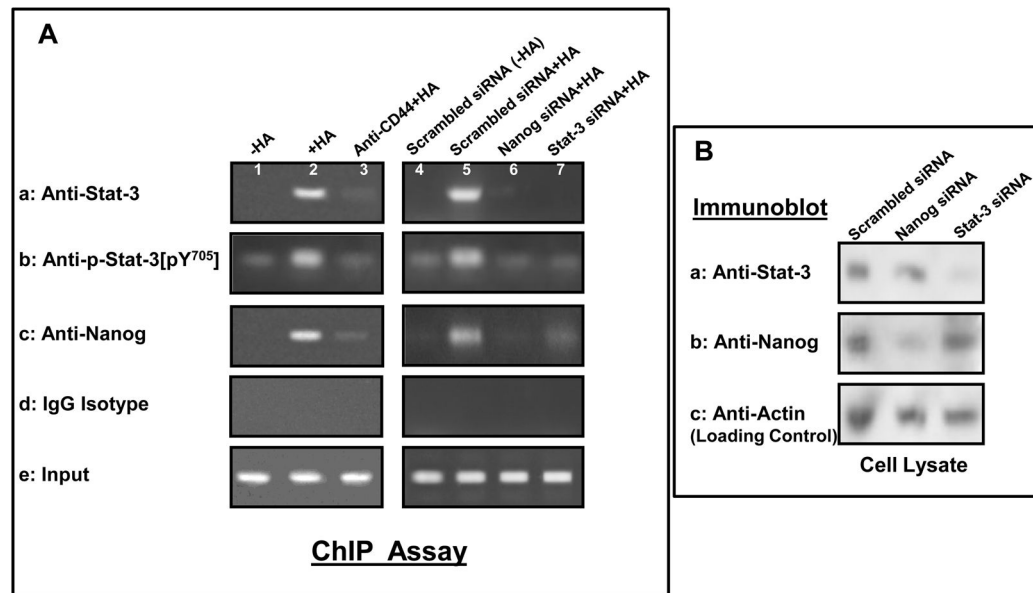 A
-HA
+HA
Anti-CD44+HA
Scrambled siRNA (-HA)
Scrambled siRNA+HA
Nanog siRNA+HA
Stat-3 siRNA+HA
1 2 3 4 5 6 7
a: Anti-Stat-3
b: Anti-p-Stat-3[pY705]
c: Anti-Nanog
d: IgG Isotype
e: Input
ChIP Assay
B
Immunoblot
Scrambled siRNA
Nanog siRNA
Stat-3 siRNA
a: Anti-Stat-3
b: Anti-Nanog
c: Anti-Actin
(Loading Control)
Cell Lysate